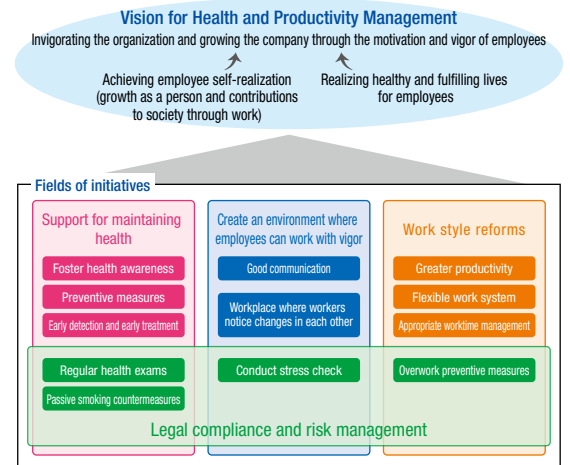 Vision for Health and Productivity Management
Invigorating the organization and growing the company through the motivation and vigor of employees
Achieving employee self-realization
(growth as a person and contributions
to society through work)
Realizing healthy and fulfilling lives
for employees
Fields of initiatives
Support for maintaining
health
Foster health awareness
Preventive measures
Early detection and early treatment
Regular health exams
Passive smoking countermeasures
Create an environment where
employees can work with vigor
Good communication
Workplace where workers
notice changes in each other
Conduct stress check
Work style reforms
Greater productivity
Flexible work system
Appropriate worktime management
Overwork preventive measures
Legal compliance and risk management